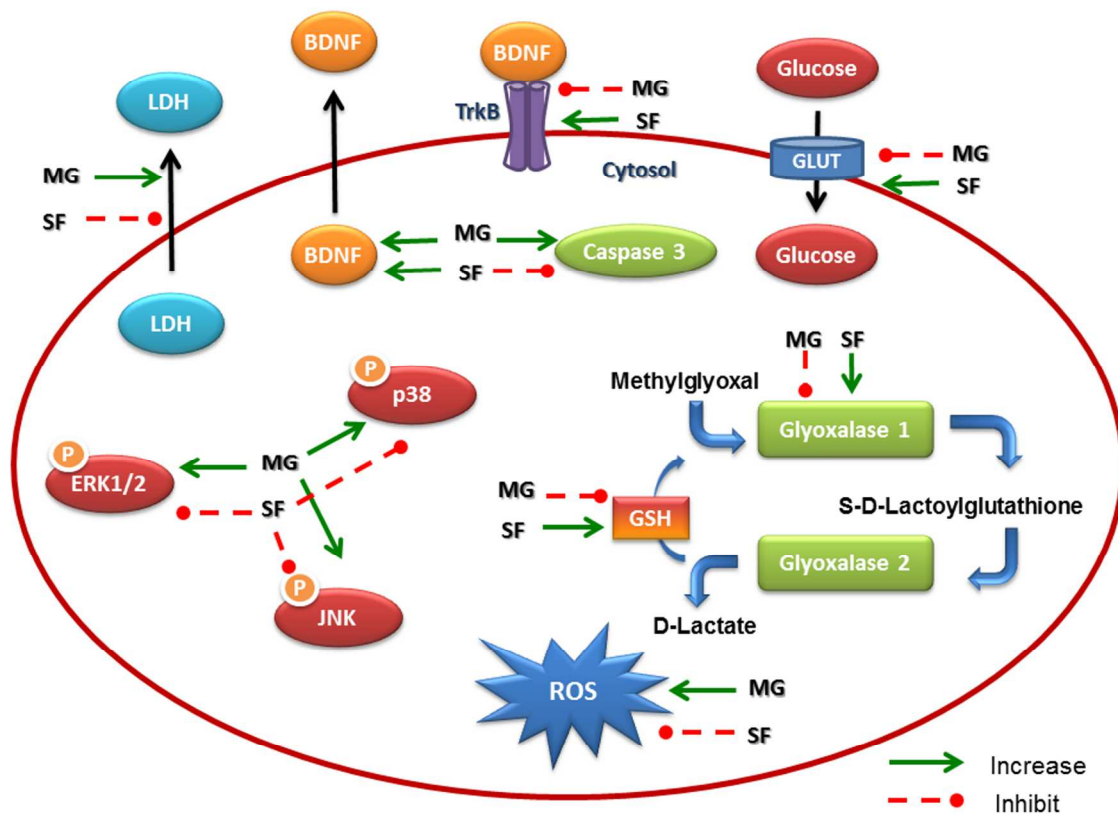 BDNF
BDNF
Glucose
LDH
MG
TrkB
SF
GLUT
MG
Cytosol
MG
SF
SF
BDNF
MG
Caspase 3
Glucose
SF
LDH
MG SF
P
Methylglyoxal
p38
Glyoxalase 1
P
MG
ERK1/2
MG
SF
S-D-Lactoylglutathione
GSH
SF
Glyoxalase 2
P
JNK
D-Lactate
ROS
MG
SF
Increase
Inhibit